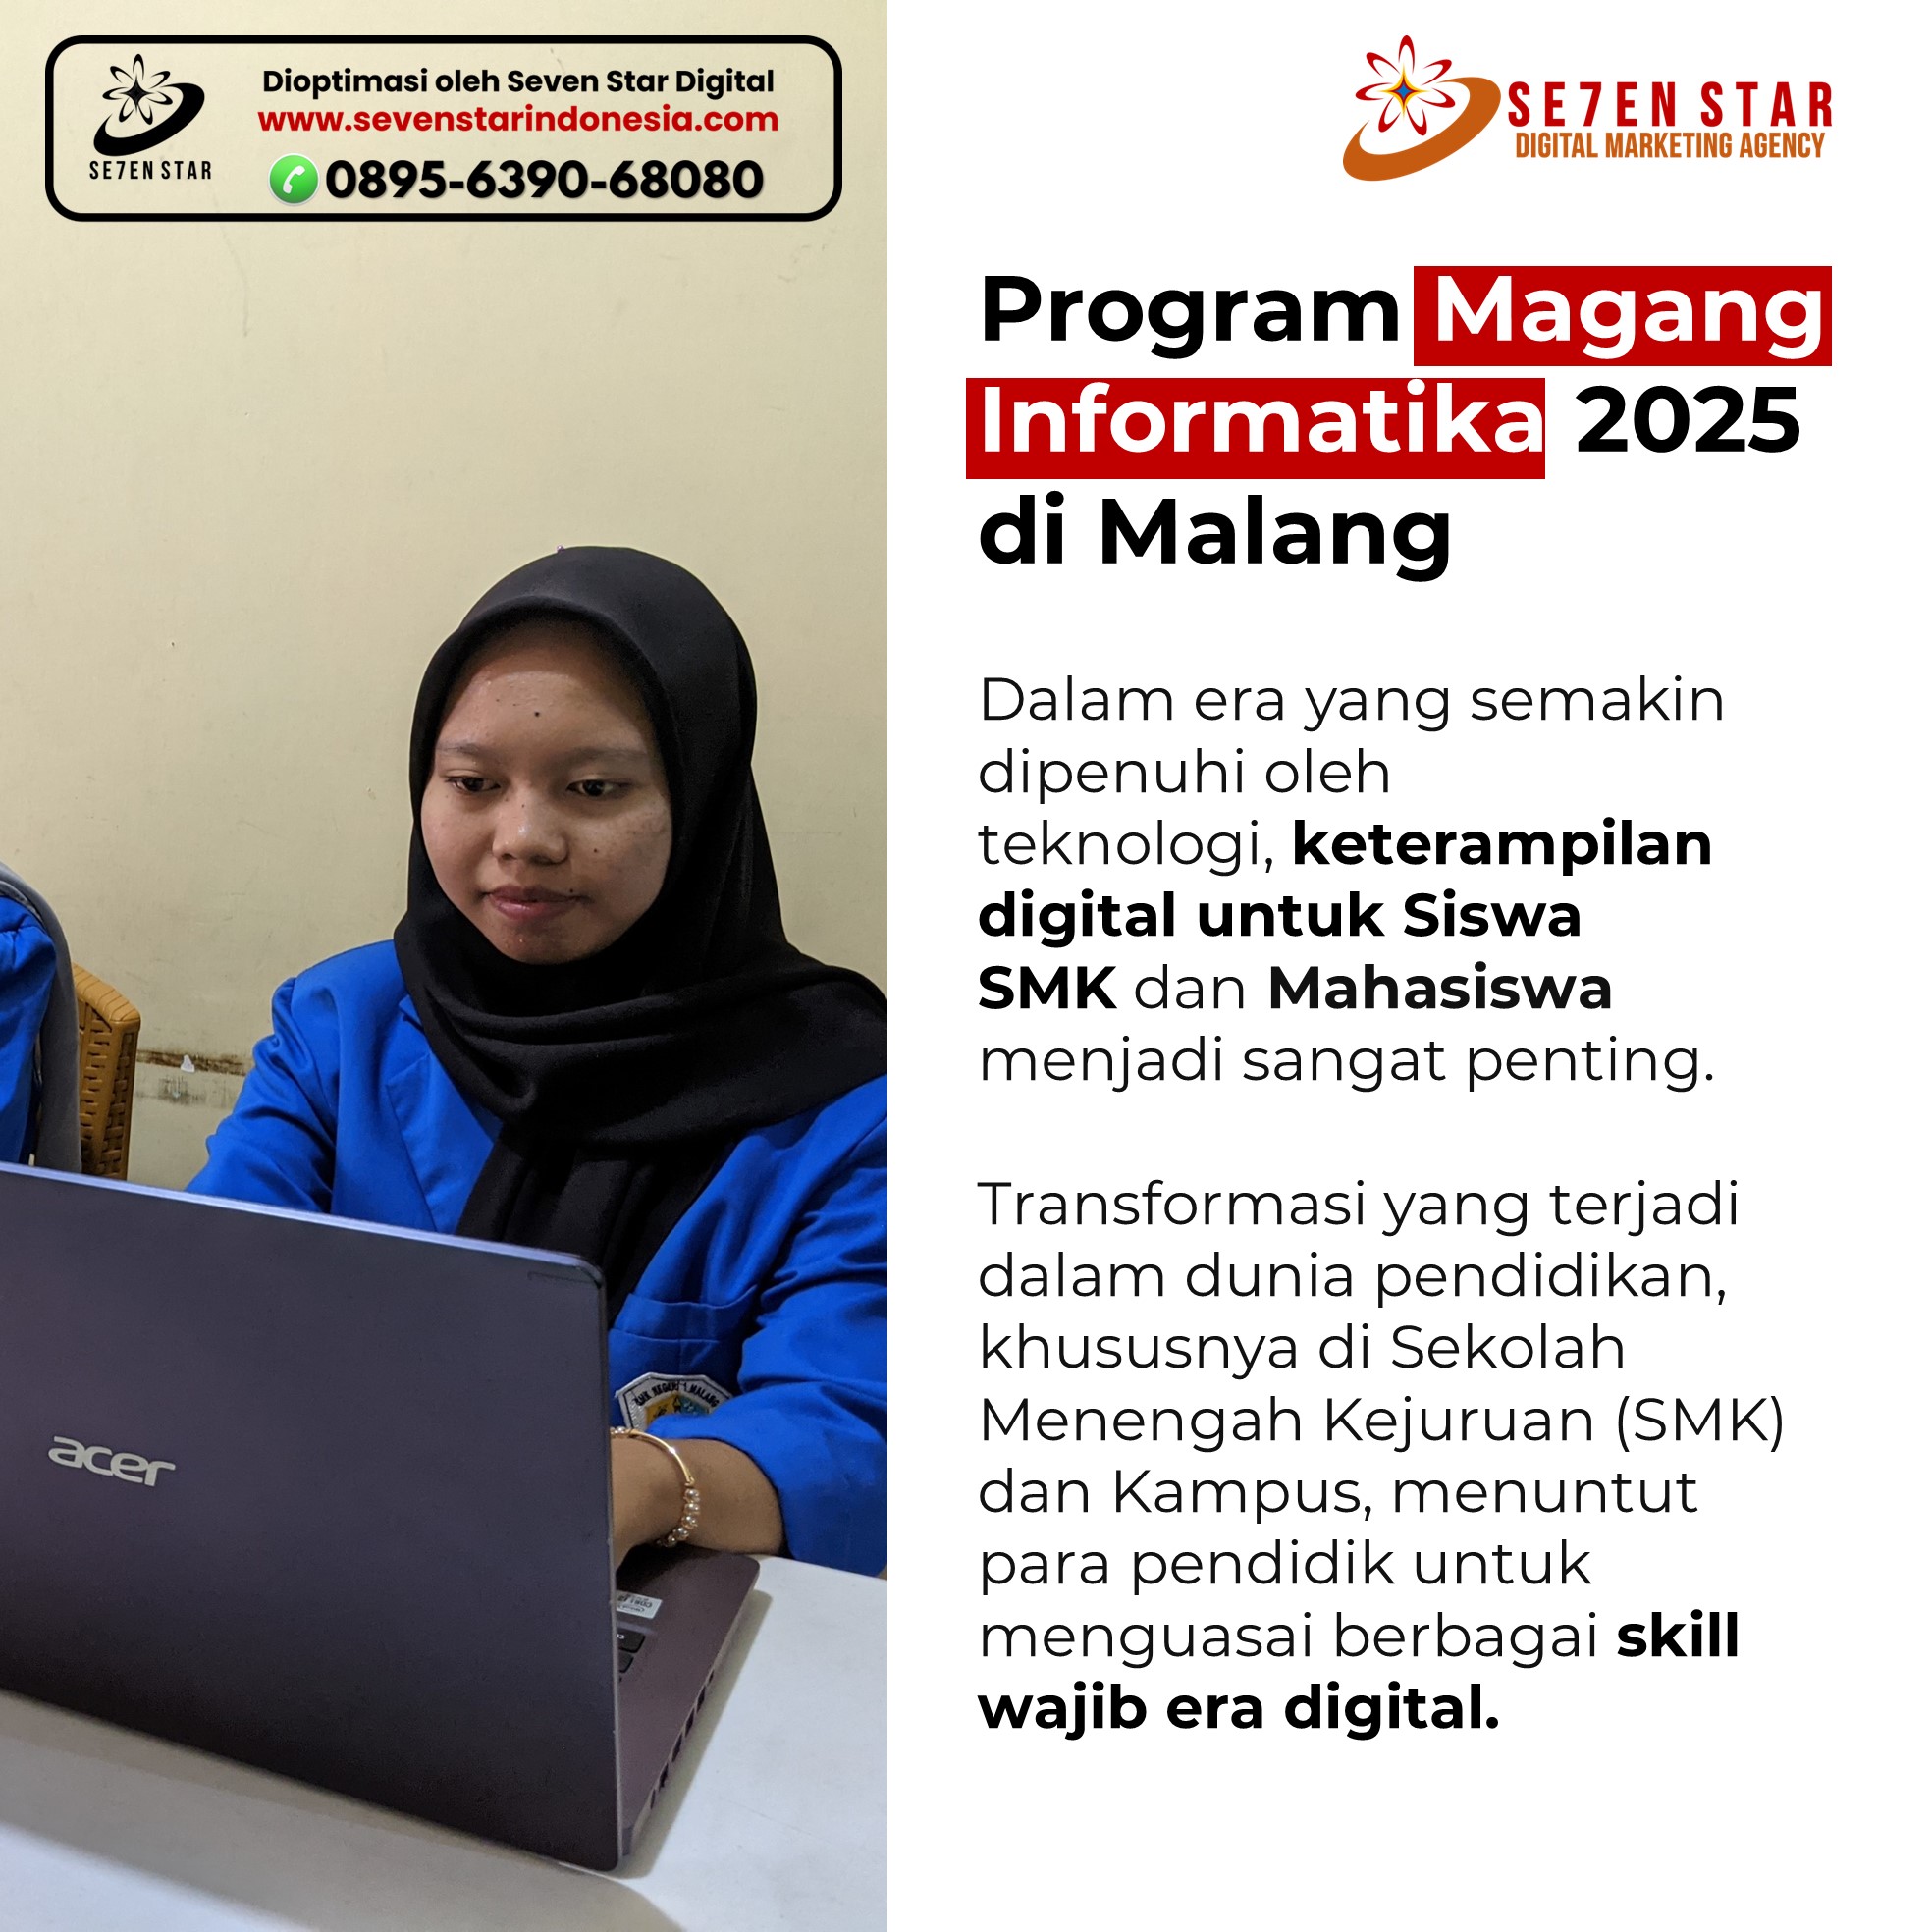 Dioptimasi oleh Seven Star Digital
www.sevenstarindonesia.com
SE7EN STAR
0895-6390-68080
SE7EN STAR
DIGITAL MARKETING AGENCY
Program Magang
Informatika 2025
di Malang
Dalam era yang semakin
dipenuhi oleh
teknologi, keterampilan
digital untuk Siswa
SMK dan Mahasiswa
menjadi sangat penting.
Transformasi yang terjadi
dalam dunia pendidikan,
khususnya di Sekolah
Menengah Kejuruan (SMK)
dan Kampus, menuntut
para pendidik untuk
menguasai berbagai skill
wajib era digital.
acer